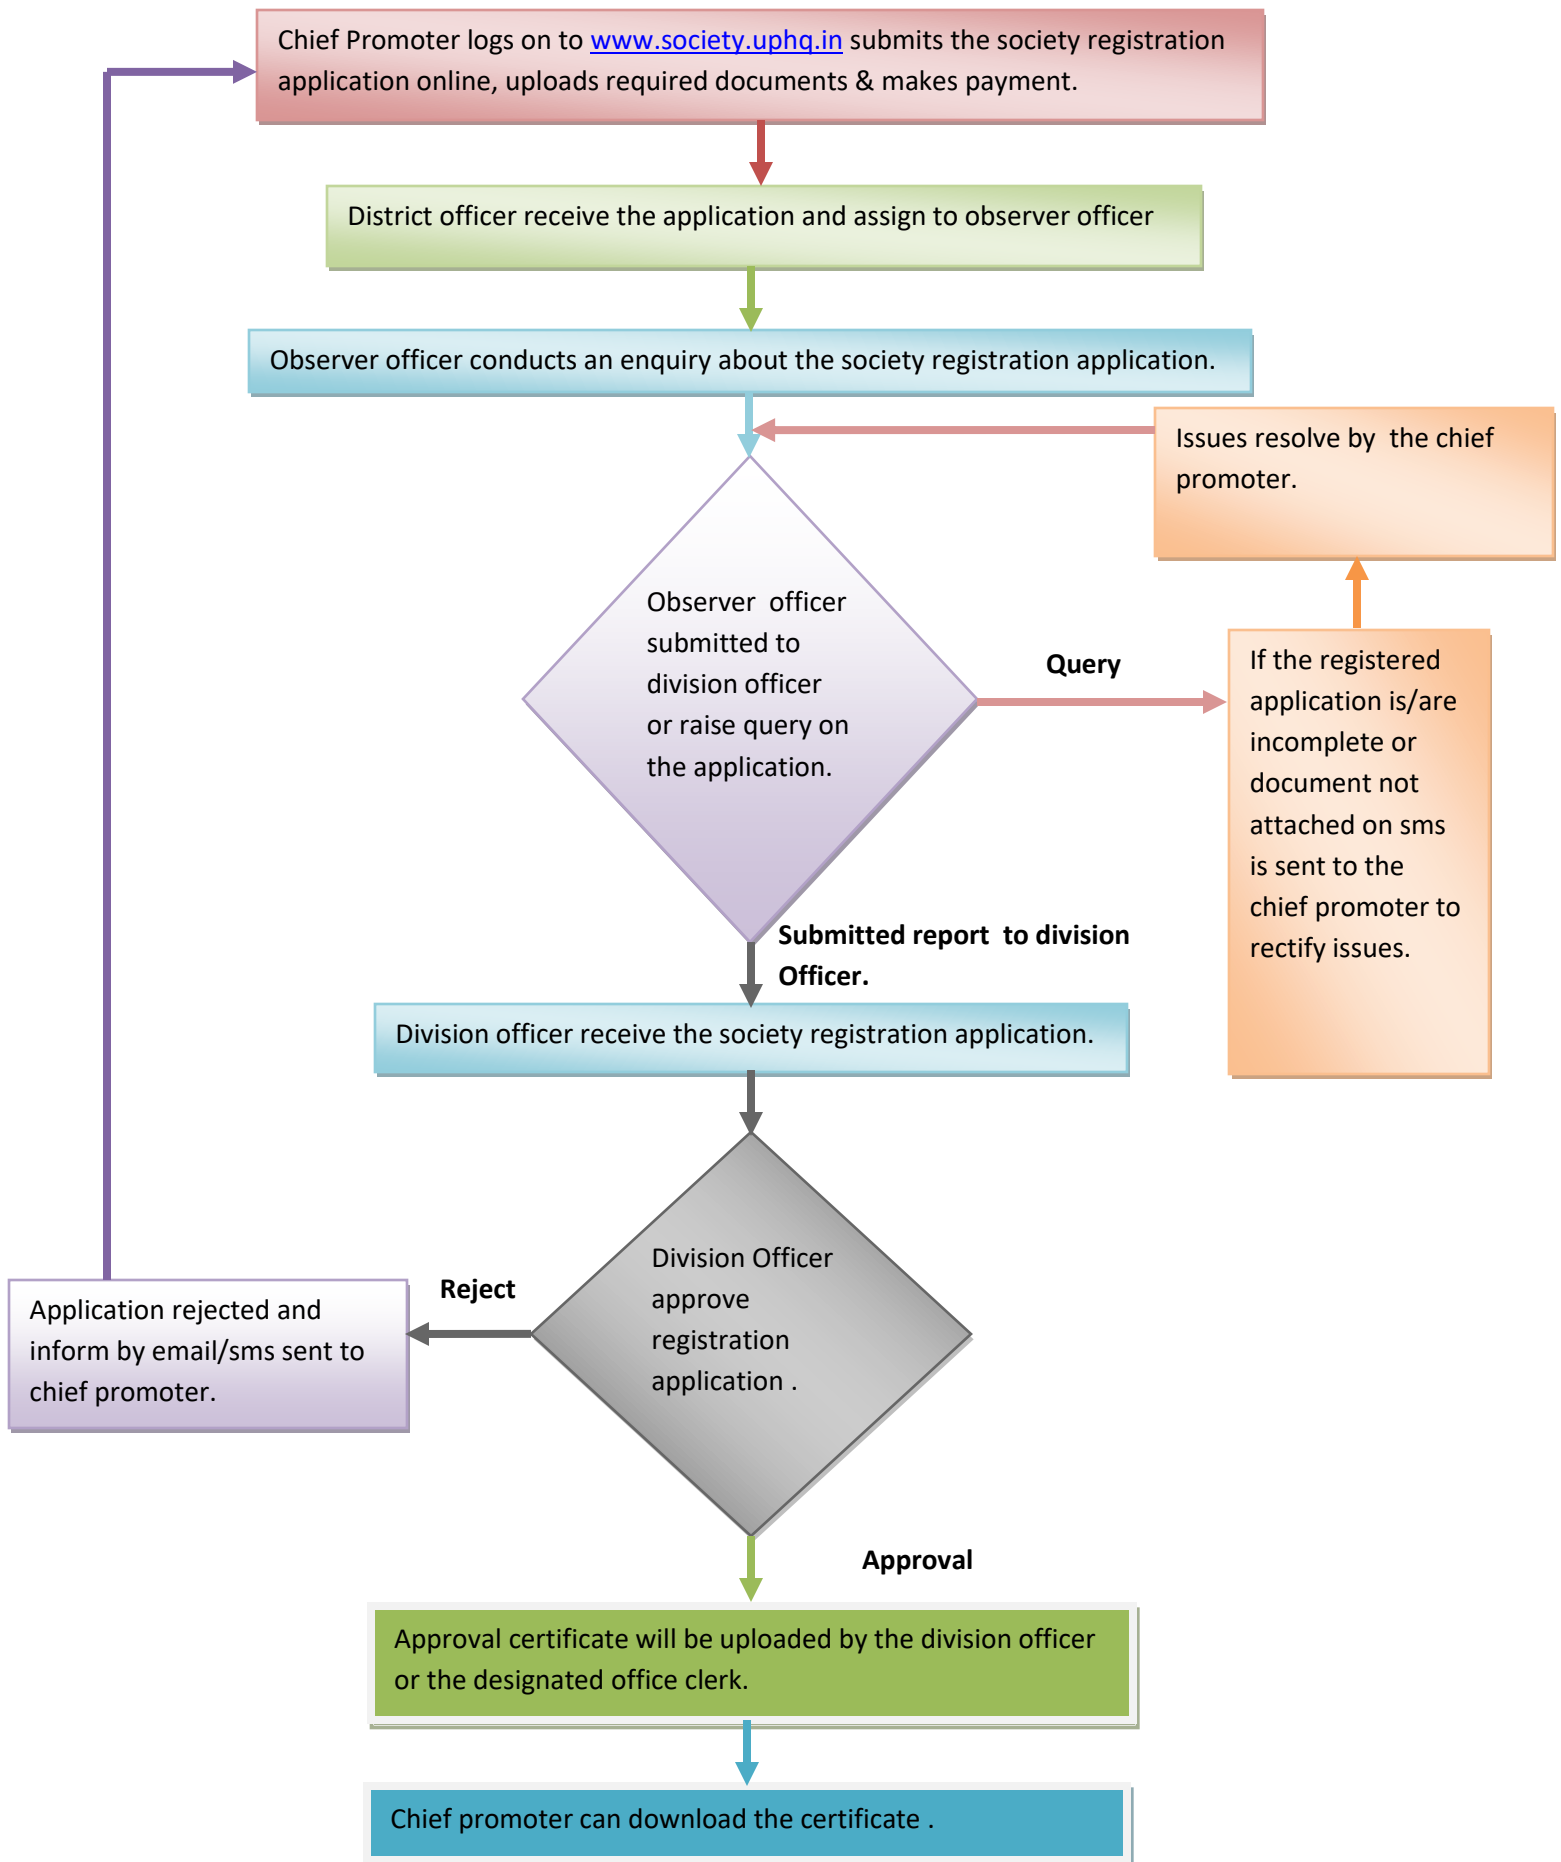 Chief Promoter logs on to www.society.uphq.in submits the society registration
application online, uploads required documents & makes payment.
District officer receive the application and assign to observer officer
Observer officer conducts an enquiry about the society registration application.
Issues resolve by  the chief
promoter.
Observer  officer
submitted to
division officer
or raise query on
the application.
Query
If the registered
application is/are
incomplete or
document not
attached on sms
is sent to the
chief promoter to
rectify issues.
Submitted report  to division
Officer.
Division officer receive the society registration application.
Division Officer
approve
registration
application .
Reject
Application rejected and
inform by email/sms sent to
chief promoter.
Approval
Approval certificate will be uploaded by the division officer
or the designated office clerk.
Chief promoter can download the certificate .